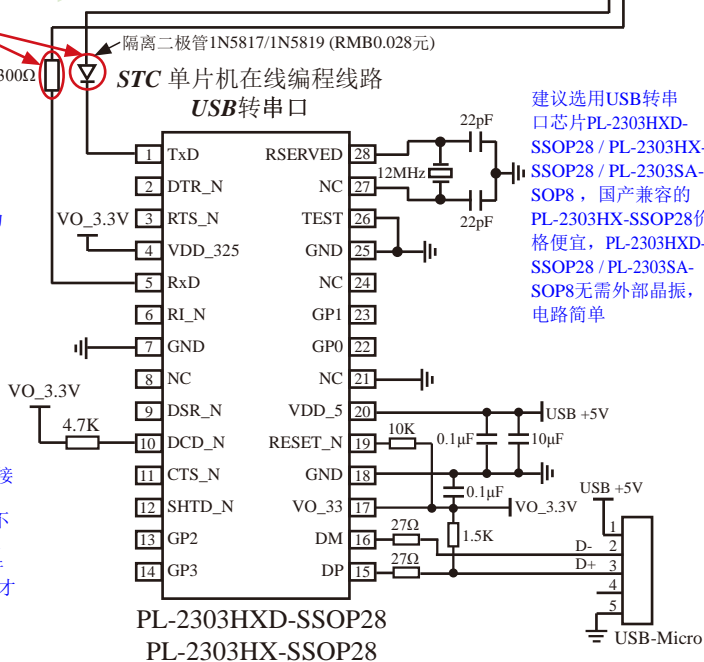 隔离二极管1N5817/1N5819 (RMB0.028元)
300Ω
STC 单片机在线编程线路
USB转串口
建议选用USB转串
口芯片PL-2303HXD-
SSOP28 / PL-2303HX-
SSOP28 / PL-2303SA-
SOP8，国产兼容的
PL-2303HX-SSOP28价
格便宜，PL-2303HXD-
SSOP28 / PL-2303SA-
SOP8无需外部晶振，
电路简单
22pF
12MHz
22pF
1 TxD RSERVED 28
2 DTR_N NC 27
VO_3.3V 3 RTS_N TEST 26
4 VDD_325 GND 25
5 RxD NC 24
6 RI_N GP1 23
7 GND GP0 22
8 NC NC 21
VO_3.3V
9 DSR_N VDD_5 20 USB +5V
4.7K
10 DCD_N RESET_N 19 10K 0.1μF 10μF
11 CTS_N GND 18
0.1μF
USB +5V
12 SHTD_N VO_33 17 VO_3.3V
13 GP2 DM 16 27Ω 1.5K
14 GP3 DP 15 27Ω
D-
D+
1
2
3
4
5
USB-Micro
接
不
才
PL-2303HXD-SSOP28
PL-2303HX-SSOP28